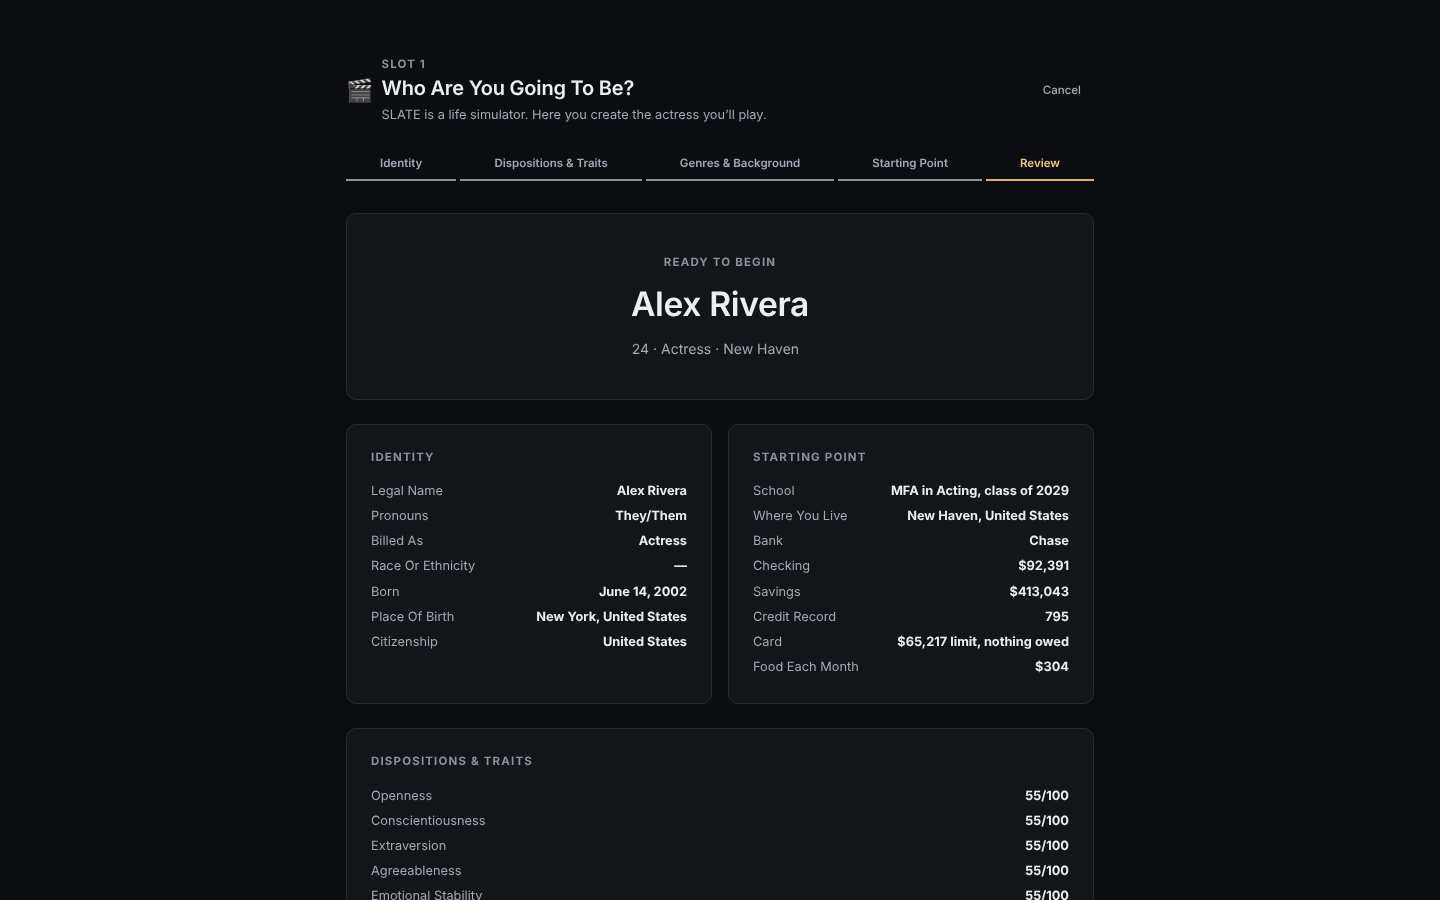 SLOT 1
Who Are You Going To Be?
SLATE is a life simulator. Here you create the actress you'll play.
Cancel
Identity
Dispositions & Traits
Genres & Background
Starting Point
Review
READY TO BEGIN
Alex Rivera
24 · Actress · New Haven
IDENTITY
Legal Name Alex Rivera
Pronouns They/Them
Billed As Actress
Race Or Ethnicity —
Born June 14, 2002
Place Of Birth New York, United States
Citizenship United States
STARTING POINT
School MFA in Acting, class of 2029
Where You Live New Haven, United States
Bank Chase
Checking $92,391
Savings $413,043
Credit Record 795
Card $65,217 limit, nothing owed
Food Each Month $304
DISPOSITIONS & TRAITS
Openness 55/100
Conscientiousness 55/100
Extraversion 55/100
Agreeableness 55/100
Emotional Stability 55/100